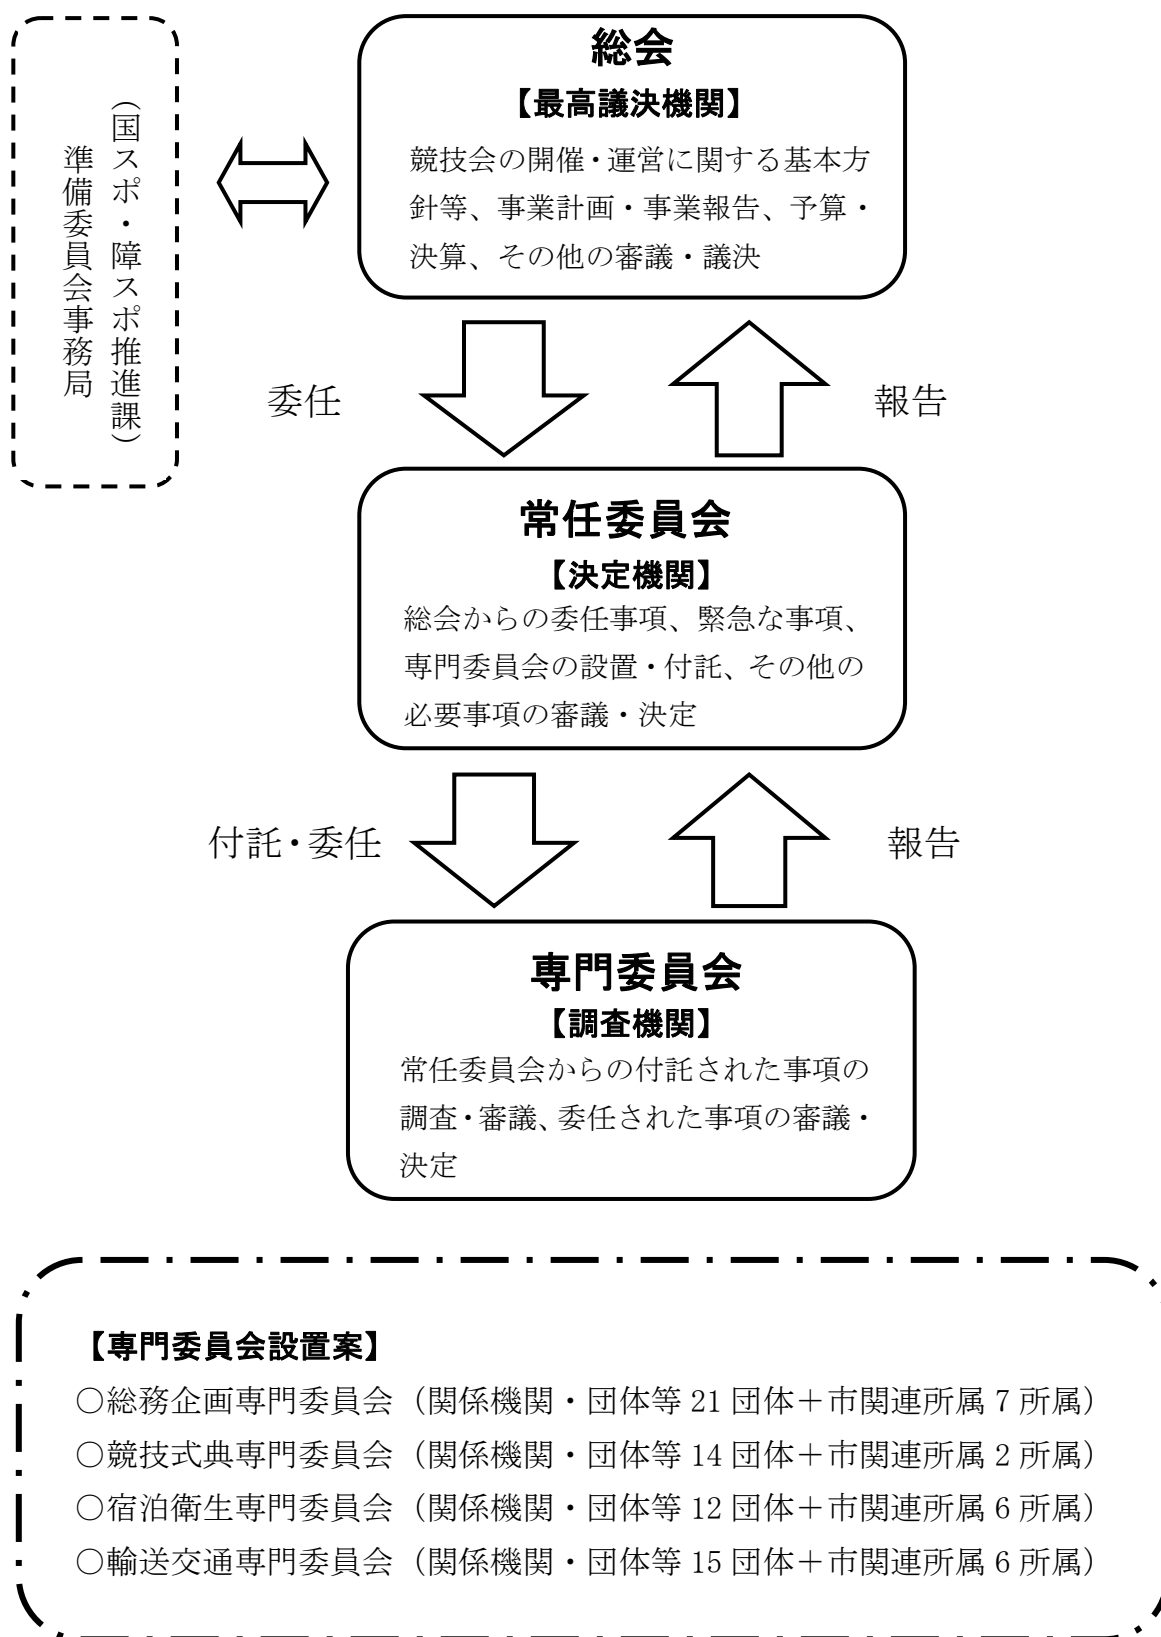 準備委員会事務局
（国スポ・障スポ推進課）
総会
【最高議決機関】
競技会の開催・運営に関する基本方
針等、事業計画・事業報告、予算・
決算、その他の審議・議決
委任
報告
常任委員会
【決定機関】
総会からの委任事項、緊急な事項、
専門委員会の設置・付託、その他の
必要事項の審議・決定
付託・委任
報告
専門委員会
【調査機関】
常任委員会からの付託された事項の
調査・審議、委任された事項の審議・
決定
【専門委員会設置案】
○総務企画専門委員会（関係機関・団体等 21 団体＋市関連所属 7 所属）
○競技式典専門委員会（関係機関・団体等 14 団体＋市関連所属 2 所属）
○宿泊衛生専門委員会（関係機関・団体等 12 団体＋市関連所属 6 所属）
○輸送交通専門委員会（関係機関・団体等 15 団体＋市関連所属 6 所属）